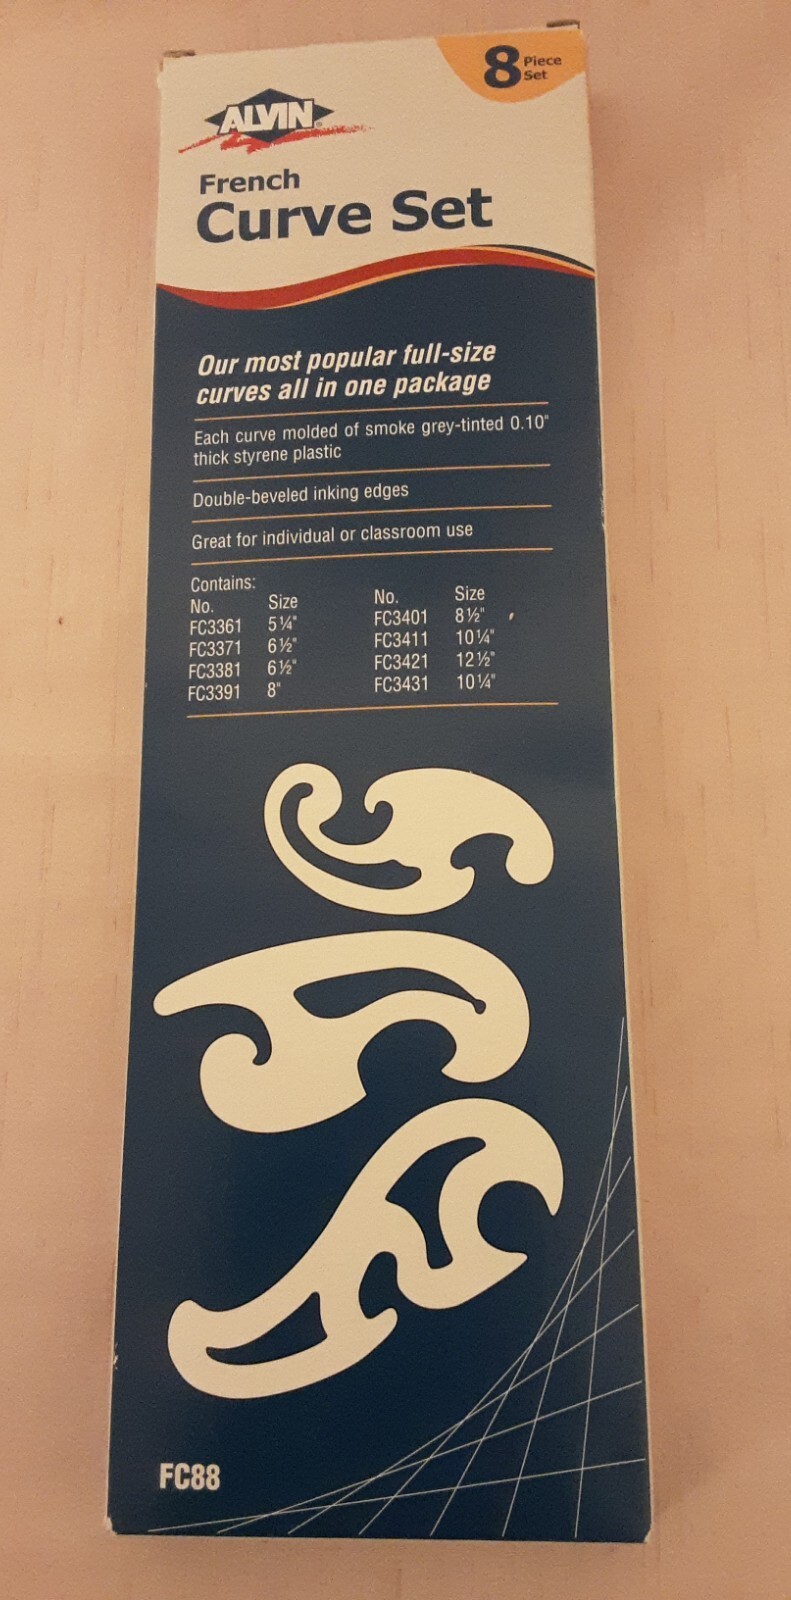 8 Piece
Set
ALVIN®
French
Curve Set
Our most popular full-size
curves all in one package
Each curve molded of smoke grey-tinted 0.10"
thick styrene plastic
Double-beveled inking edges
Great for individual or classroom use
Contains:
No. Size No. Size
FC3361 5¼" FC3401 8½"
FC3371 6½" FC3411 10¼"
FC3381 6½" FC3421 12½"
FC3391 8" FC3431 10¼"
FC88